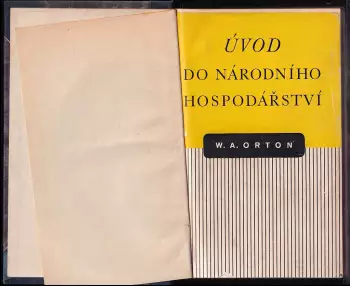 ÚVOD
DO NÁRODNÍHO
HOSPODÁŘSTVÍ
W. A. ORTON